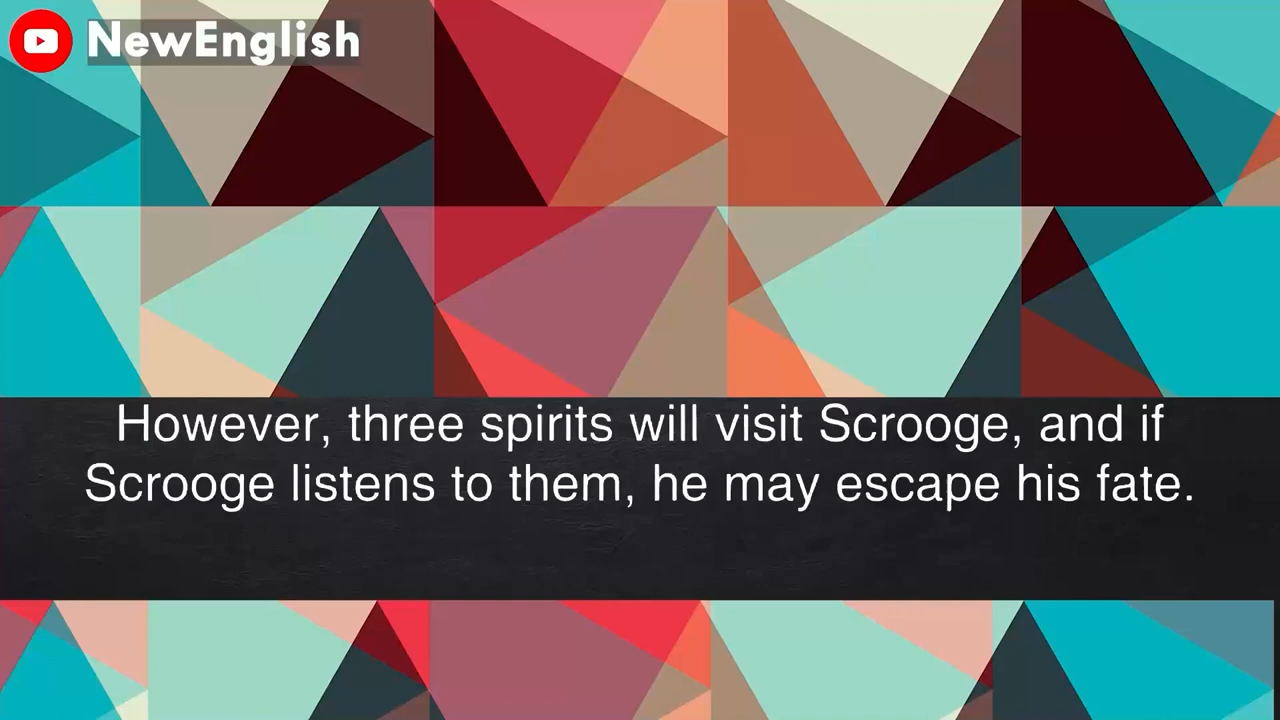 NewEnglish
However, three spirits will visit Scrooge, and if
Scrooge listens to them, he may escape his fate.